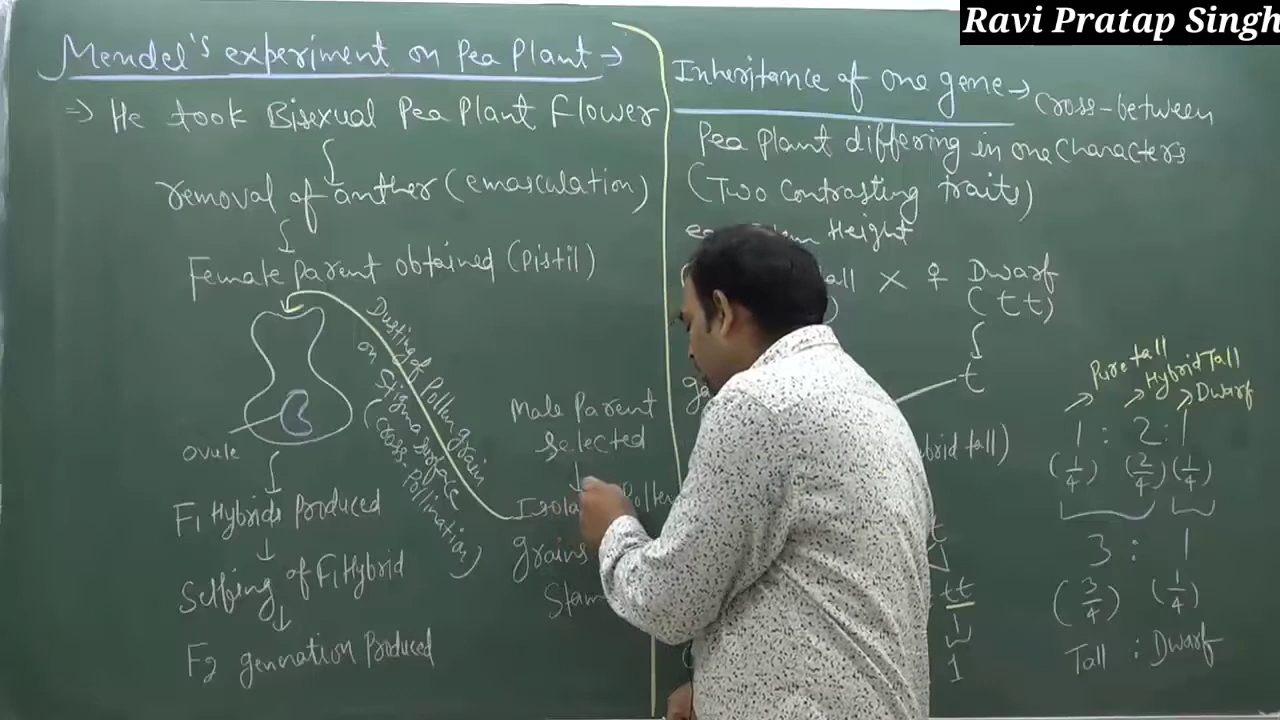 Ravi Pratap Singh
Mendel's experiment on Pea Plant →
⇒ He took Bisexual Pea Plant Flower
removal of anther (emasculation)
Female Parent obtained (Pistil)
Dusting of Pollen grain
on Stigma surface
(Cross-Pollination)
ovule
Male Parent
selected
Pollen
grains
F1 Hybrids Produced
Selfing of F1 Hybrid
F2 genration Produced
Inheritance of one gene → Cross-between
Pea Plant differing in one Characters
(Two Contrasting traits)
Height
× ♀ Dwarf
(tt)
t
tt
1
Pure tall
Hybrid Tall
Dwarf
1 : 2 : 1
(1/4) (2/4) (1/4)
3 : 1
(3/4) (1/4)
Tall : Dwarf